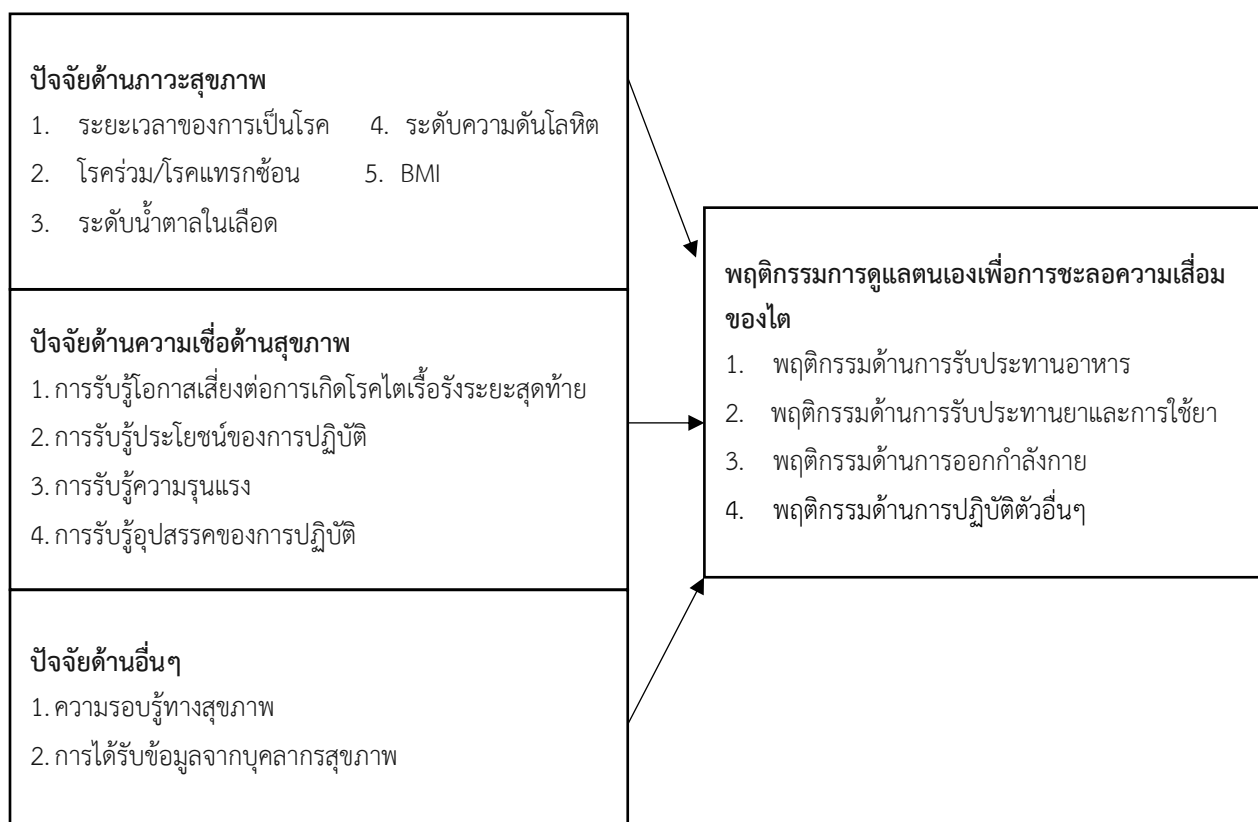 ปัจจัยด้านภาวะสุขภาพ
1. ระยะเวลาของการเป็นโรค 4. ระดับความดันโลหิต
2. โรคร่วม/โรคแทรกซ้อน 5. BMI
3. ระดับน้ำตาลในเลือด
ปัจจัยด้านความเชื่อด้านสุขภาพ
1. การรับรู้โอกาสเสี่ยงต่อการเกิดโรคไตเรื้อรังระยะสุดท้าย
2. การรับรู้ประโยชน์ของการปฏิบัติ
3. การรับรู้ความรุนแรง
4. การรับรู้อุปสรรคของการปฏิบัติ
ปัจจัยด้านอื่นๆ
1. ความรอบรู้ทางสุขภาพ
2. การได้รับข้อมูลจากบุคลากรสุขภาพ
พฤติกรรมการดูแลตนเองเพื่อการชะลอความเสื่อม
ของไต
1. พฤติกรรมด้านการรับประทานอาหาร
2. พฤติกรรมด้านการรับประทานยาและการใช้ยา
3. พฤติกรรมด้านการออกกำลังกาย
4. พฤติกรรมด้านการปฏิบัติตัวอื่นๆ